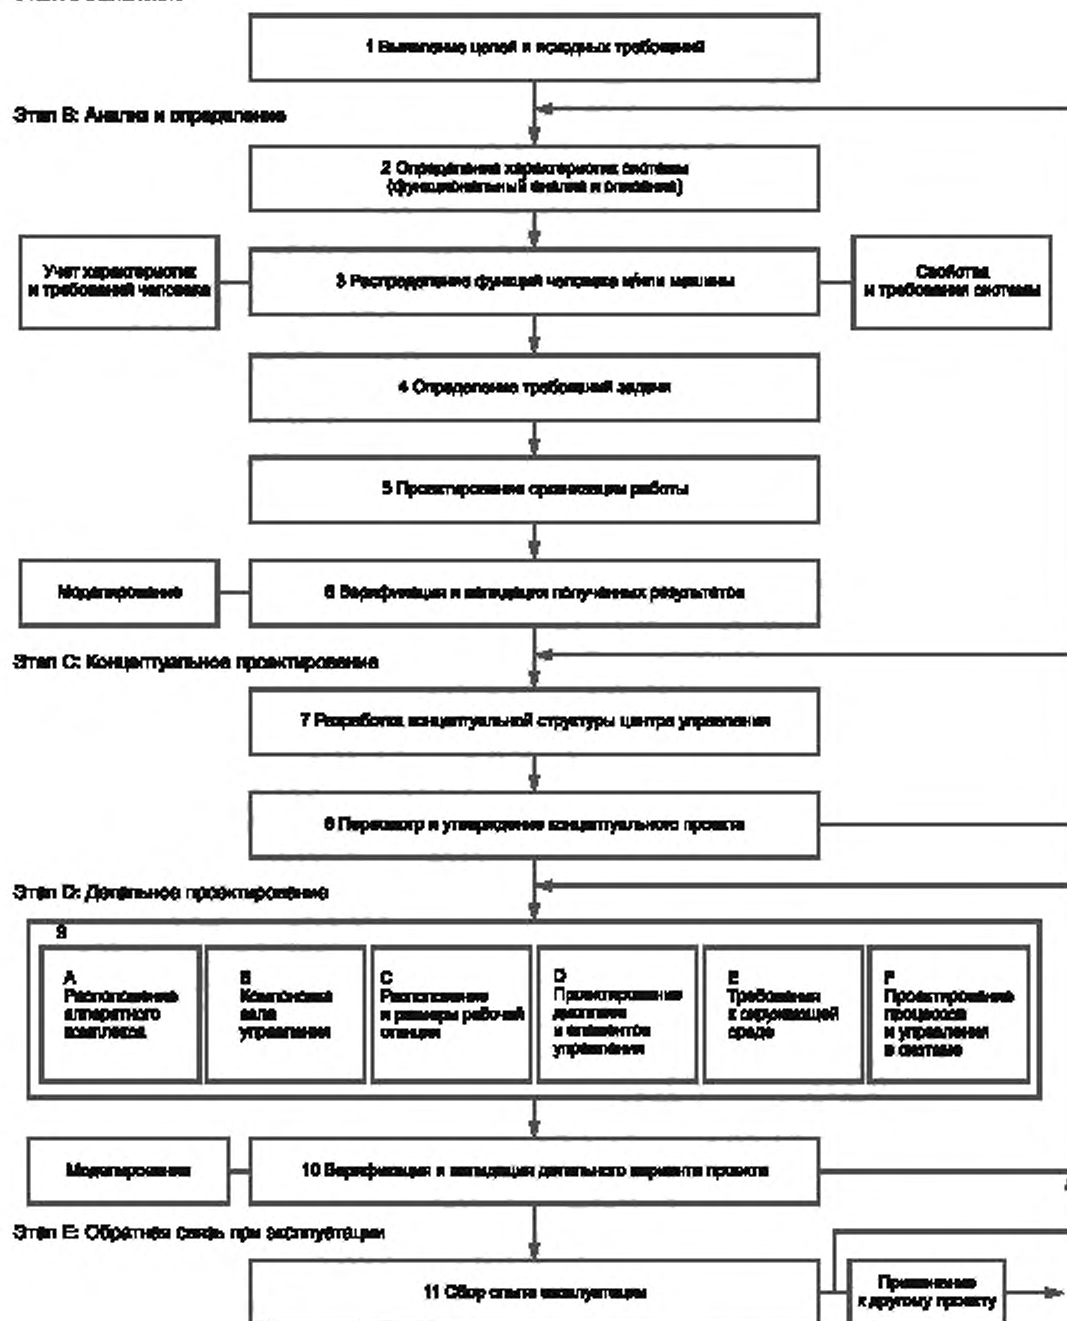 1 Выявление целей и исходных требований
Этап B: Анализ и определение
2 Определение характеристик системы
(функциональный анализ и описание)
Учет характеристик
и требований человека
3 Распределение функций человека и/или машины
Свойства
и требования системы
4 Определение требований задачи
5 Проектирование организации работы
Моделирование
6 Верификация и валидация полученных результатов
Этап C: Концептуальное проектирование
7 Разработка концептуальной структуры центра управления
8 Пересмотр и утверждение концептуального проекта
Этап D: Детальное проектирование
9
A
Расположение
аппаратного
комплекса
B
Компоновка
зала
управления
C
Расположение
и размеры рабочей
станции
D
Проектирование
дисплеев
и элементов
управления
E
Требования
к окружающей
среде
F
Проектирование
процессов
и управления
в системе
Моделирование
10 Верификация и валидация детального варианта проекта
Этап E: Обратная связь при эксплуатации
11 Сбор опыта эксплуатации
Применение
к другому проекту